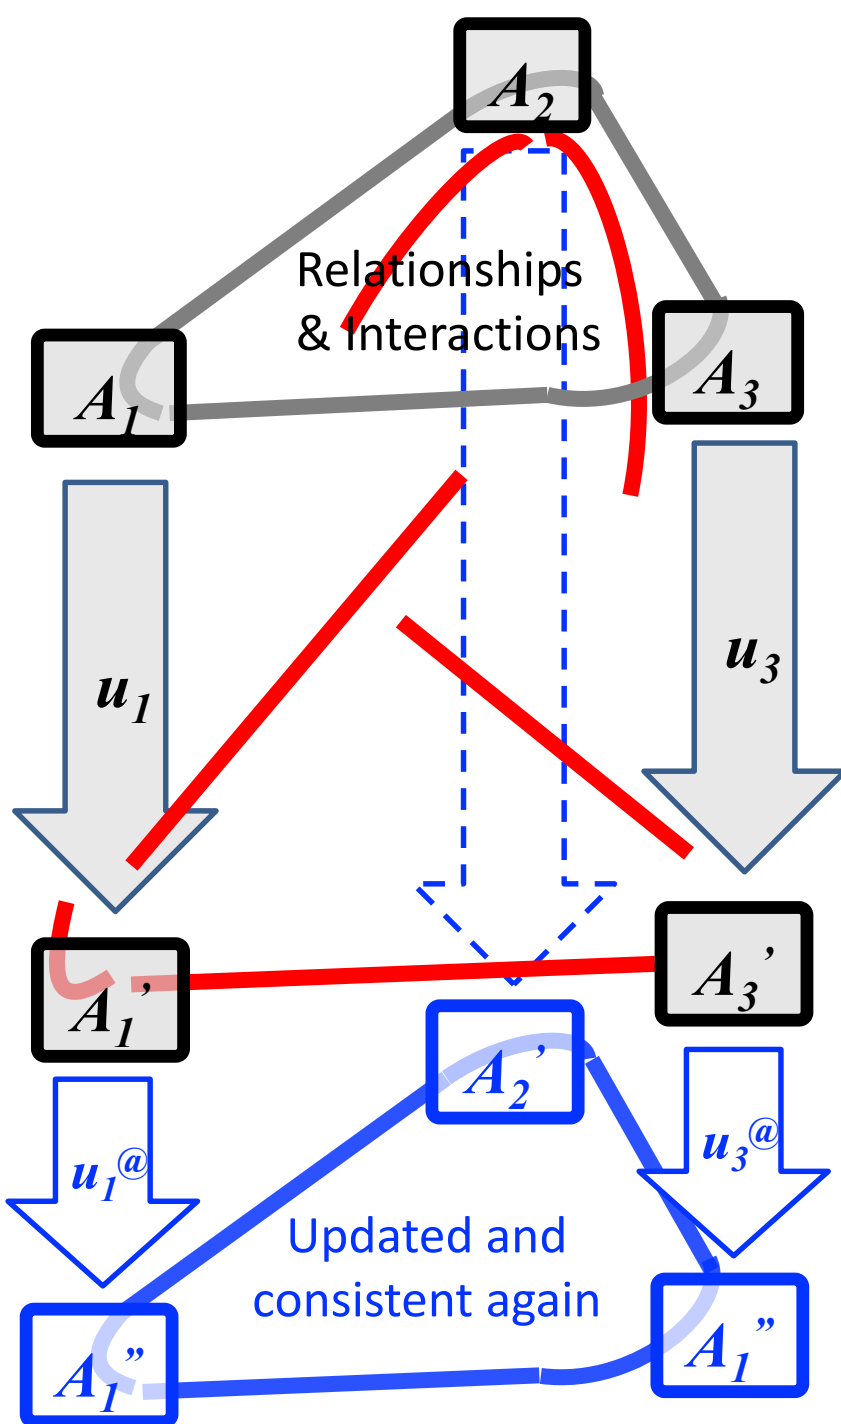 A₂
Relationships
& Interactions
A₁
A₃
u₁
u₃
A₁’
A₃’
A₂’
u₁@
u₃@
Updated and
consistent again
A₁”
A₁”